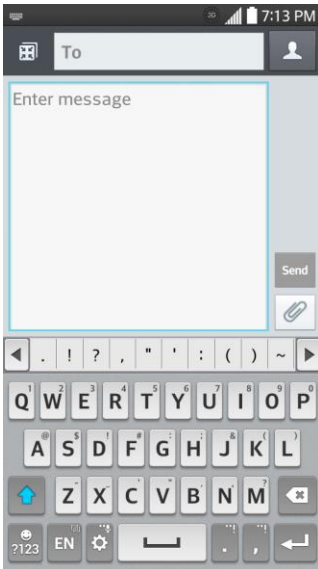 3G 7:13 PM
To
Enter message
Send
. ! ? , " ' : ( ) ~
1 2 3 4 5 6 7 8 9 0
Q W E R T Y U I O P
A S D F G H J K L
Z X C V B N M
?123 EN . ,